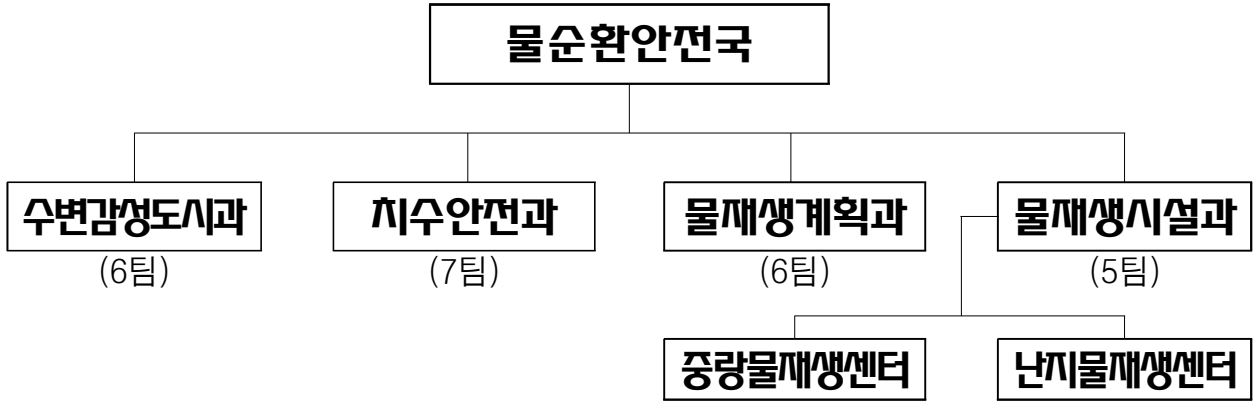 물순환안전국
수변감성도시과 치수안전과 물재생계획과 물재생시설과
(6팀) (7팀) (6팀) (5팀)
중랑물재생센터 난지물재생센터